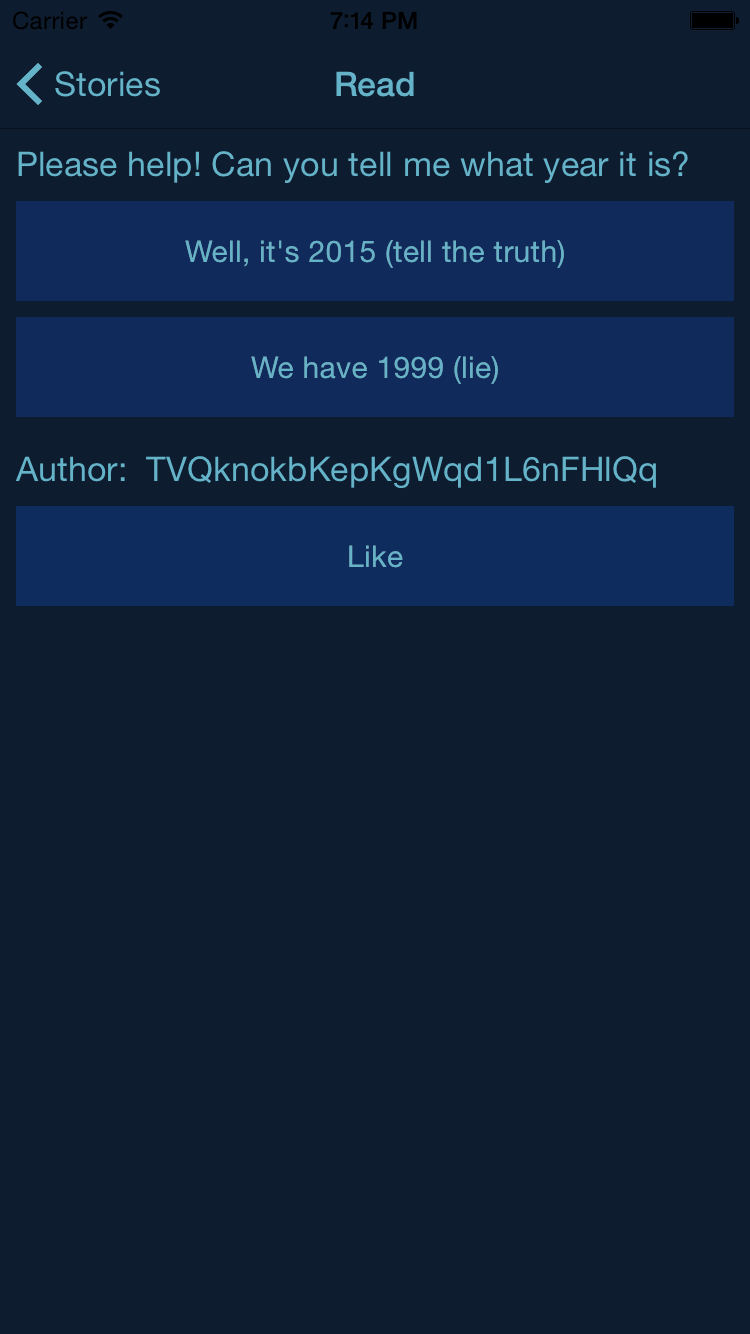 Carrier 7:14 PM
Stories Read
Please help! Can you tell me what year it is?
Well, it's 2015 (tell the truth)
We have 1999 (lie)
Author: TVQknokbKepKgWqd1L6nFHlQq
Like